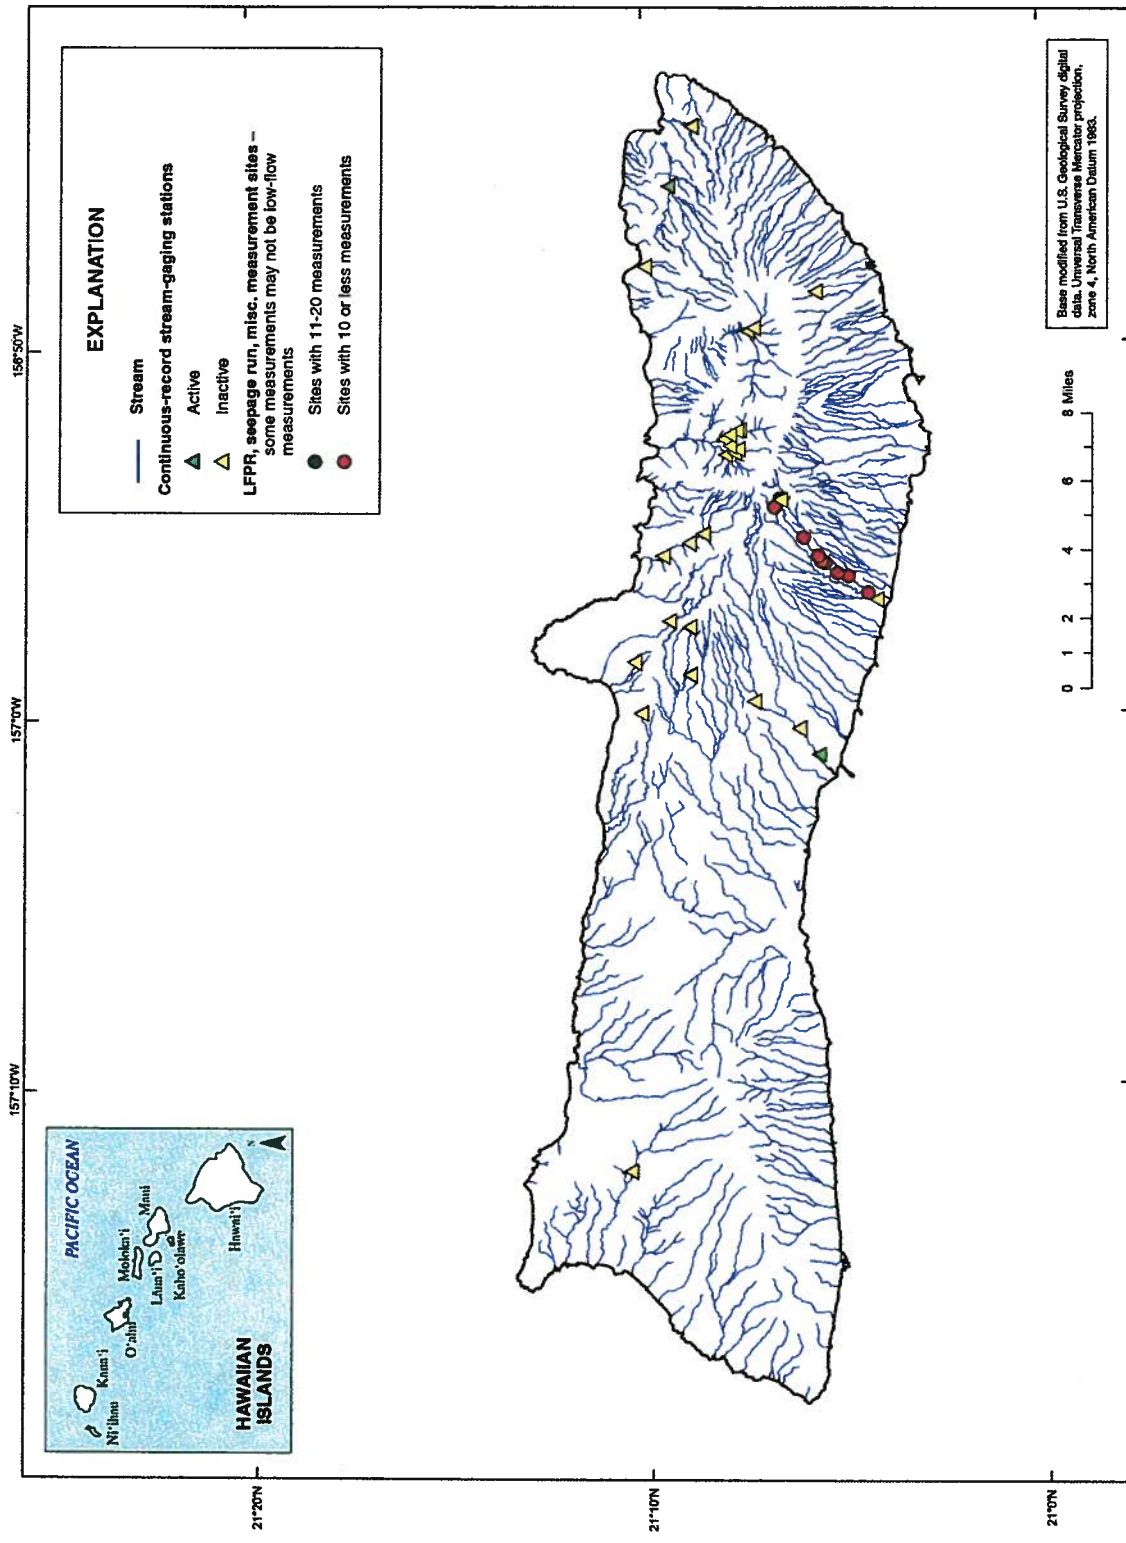 157°10'W
157°0'W
156°50'W
21°20'N
21°10'N
21°0'N
PACIFIC OCEAN
Ni'ihau
Kaua'i
O'ahu
Moloka'i
Lāna'i
Maui
Kaho'olawe
Hawai'i
N
HAWAIIAN
ISLANDS
EXPLANATION
Stream
Continuous-record stream-gaging stations
Active
Inactive
LFPR, seepage run, misc. measurement sites –
some measurements may not be low-flow
measurements
Sites with 11-20 measurements
Sites with 10 or less measurements
0 1 2 4 6 8 Miles
Base modified from U.S. Geological Survey digital
data. Universal Transverse Mercator projection,
zone 4, North American Datum 1983.